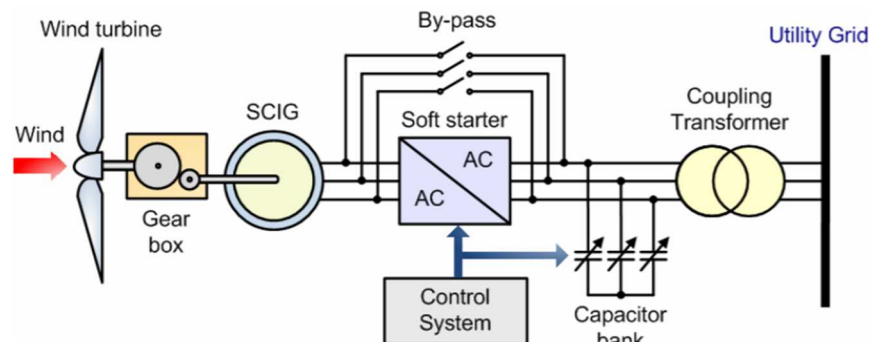 Wind turbine
By-pass
Utility Grid
SCIG
Soft starter
Coupling
Transformer
Wind
AC
AC
Gear
box
Control
System
Capacitor
bank